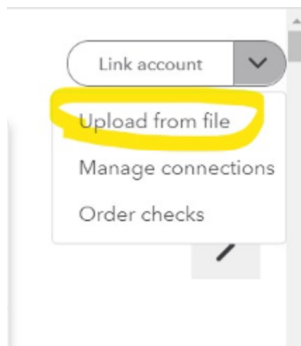 Link account
Upload from file
Manage connections
Order checks